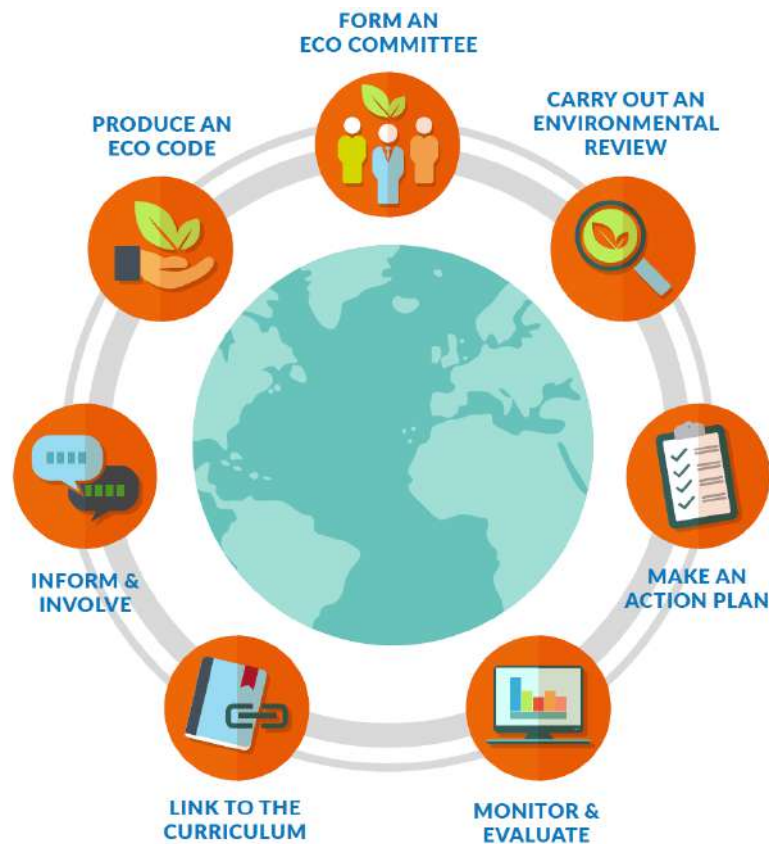 FORM AN
ECO COMMITTEE
CARRY OUT AN
ENVIRONMENTAL
REVIEW
MAKE AN
ACTION PLAN
MONITOR &
EVALUATE
LINK TO THE
CURRICULUM
INFORM &
INVOLVE
PRODUCE AN
ECO CODE